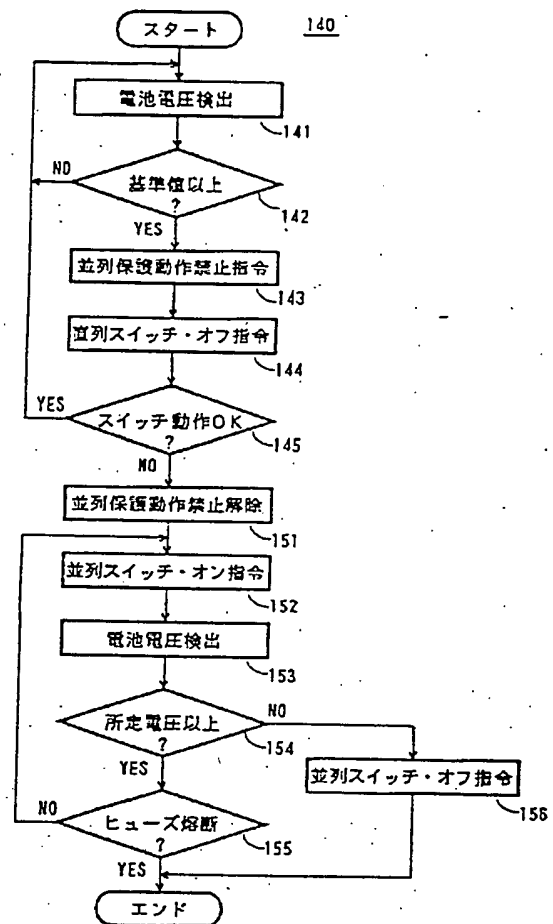 スタート
140
電池電圧検出
141
NO
基準値以上
?
142
YES
並列保護動作禁止指令
143
直列スイッチ・オフ指令
144
YES
スイッチ動作OK
?
145
NO
並列保護動作禁止解除
151
並列スイッチ・オン指令
152
電池電圧検出
153
所定電圧以上
?
NO
154
YES
並列スイッチ・オフ指令
156
NO
ヒューズ熔断
?
155
YES
エンド